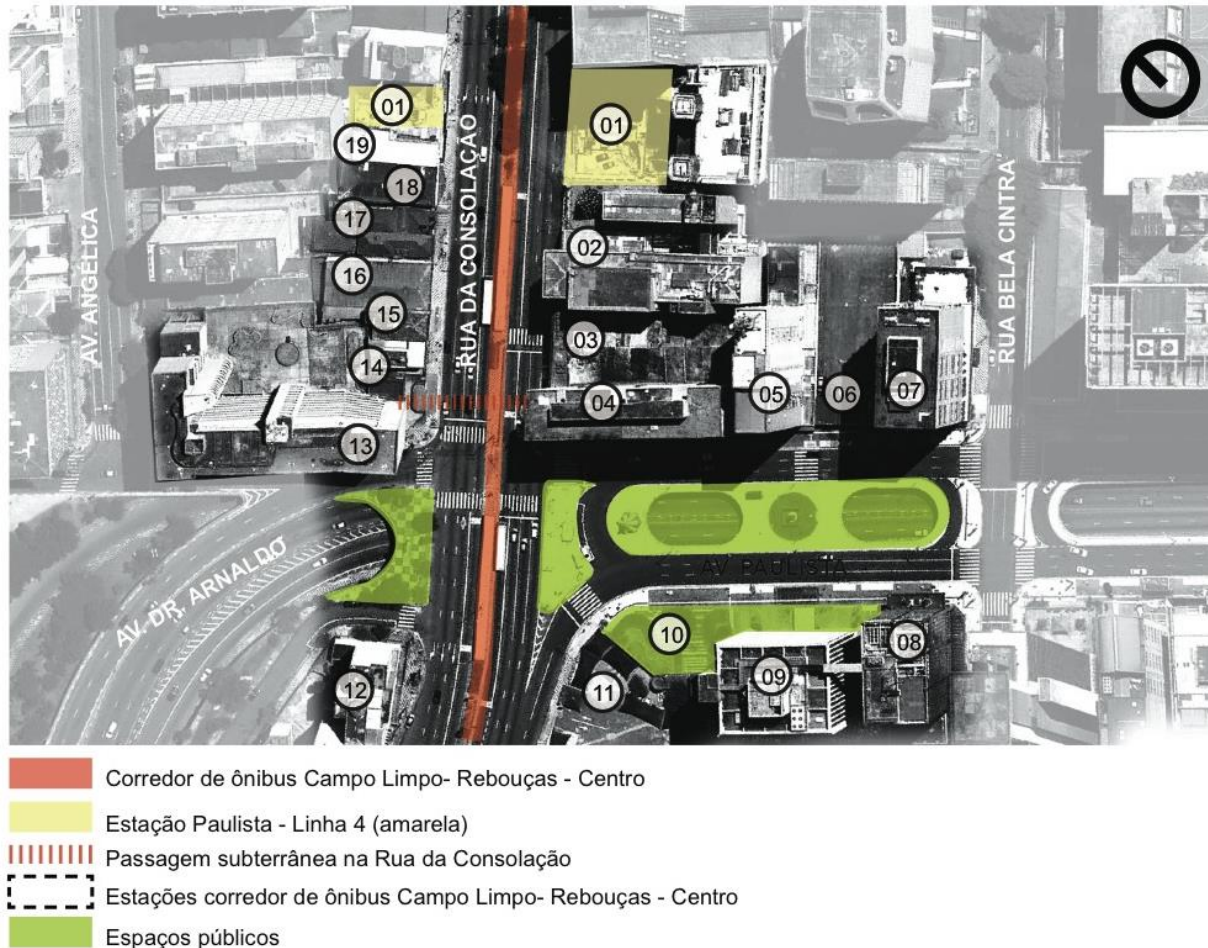 01
01
19
18
17
16
15
14
13
02
03
04
05
06
07
08
09
10
11
12
AV. ANGÉLICA
RUA DA CONSOLAÇÃO
RUA BELA CINTRA
AV. DR. ARNALDO
AV. PAULISTA
Corredor de ônibus Campo Limpo- Rebouças - Centro
Estação Paulista - Linha 4 (amarela)
Passagem subterrânea na Rua da Consolação
Estações corredor de ônibus Campo Limpo- Rebouças - Centro
Espaços públicos